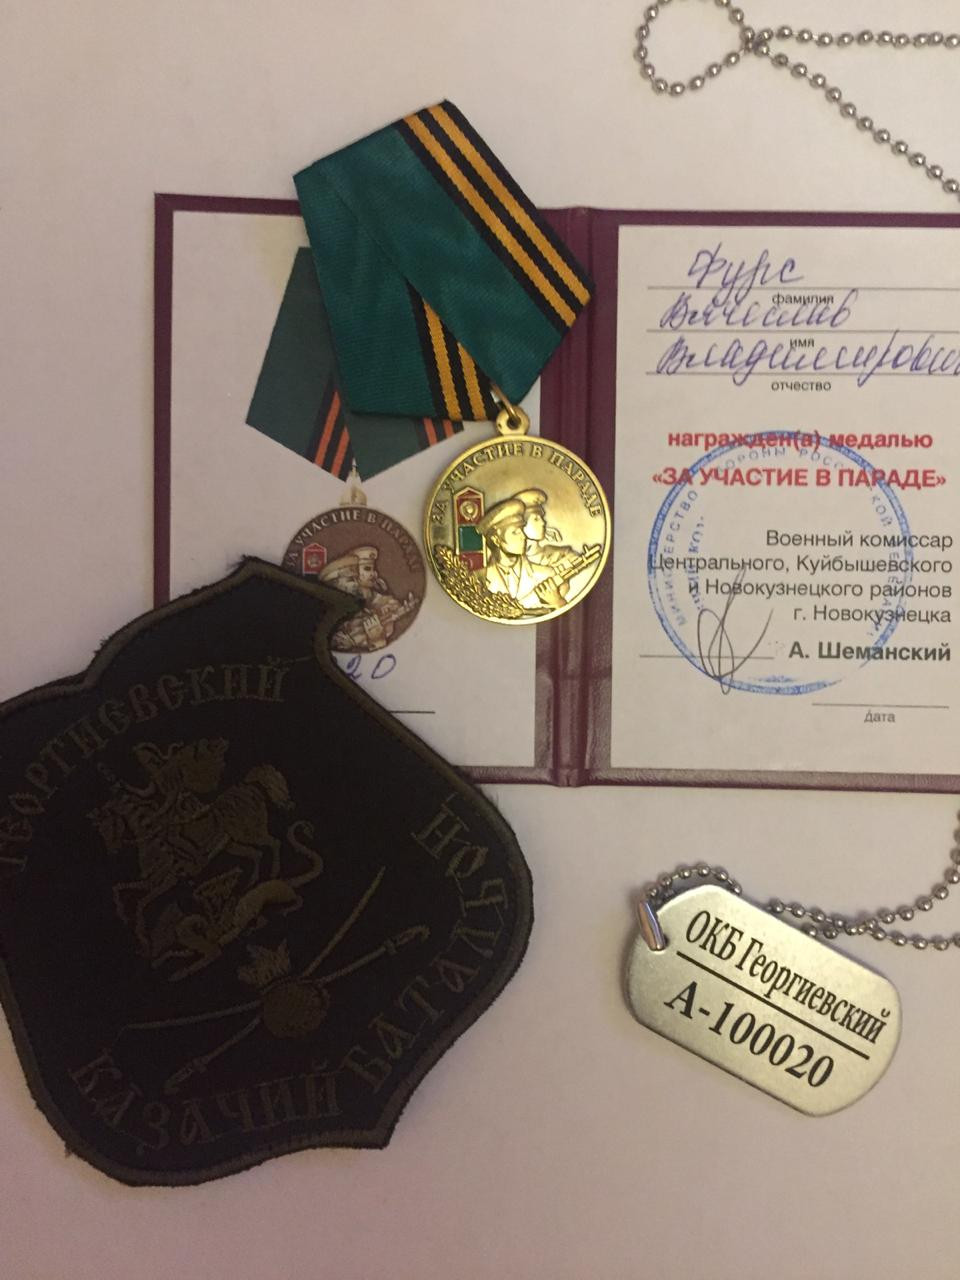 Фурс
фамилия
Вячеслав
имя
Владимирович
отчество
награжден(а) медалью
«ЗА УЧАСТИЕ В ПАРАДЕ»
Военный комиссар
Центрального, Куйбышевского
и Новокузнецкого районов
г. Новокузнецка
А. Шеманский
дата
ЗА УЧАСТИЕ В ПАРАДЕ
ЗА УЧАСТИЕ В ПАРАДЕ
20
ГЕОРГИЕВСКИЙ
КАЗАЧИЙ БАТАЛЬОН
ОКБ Георгиевский
А-100020